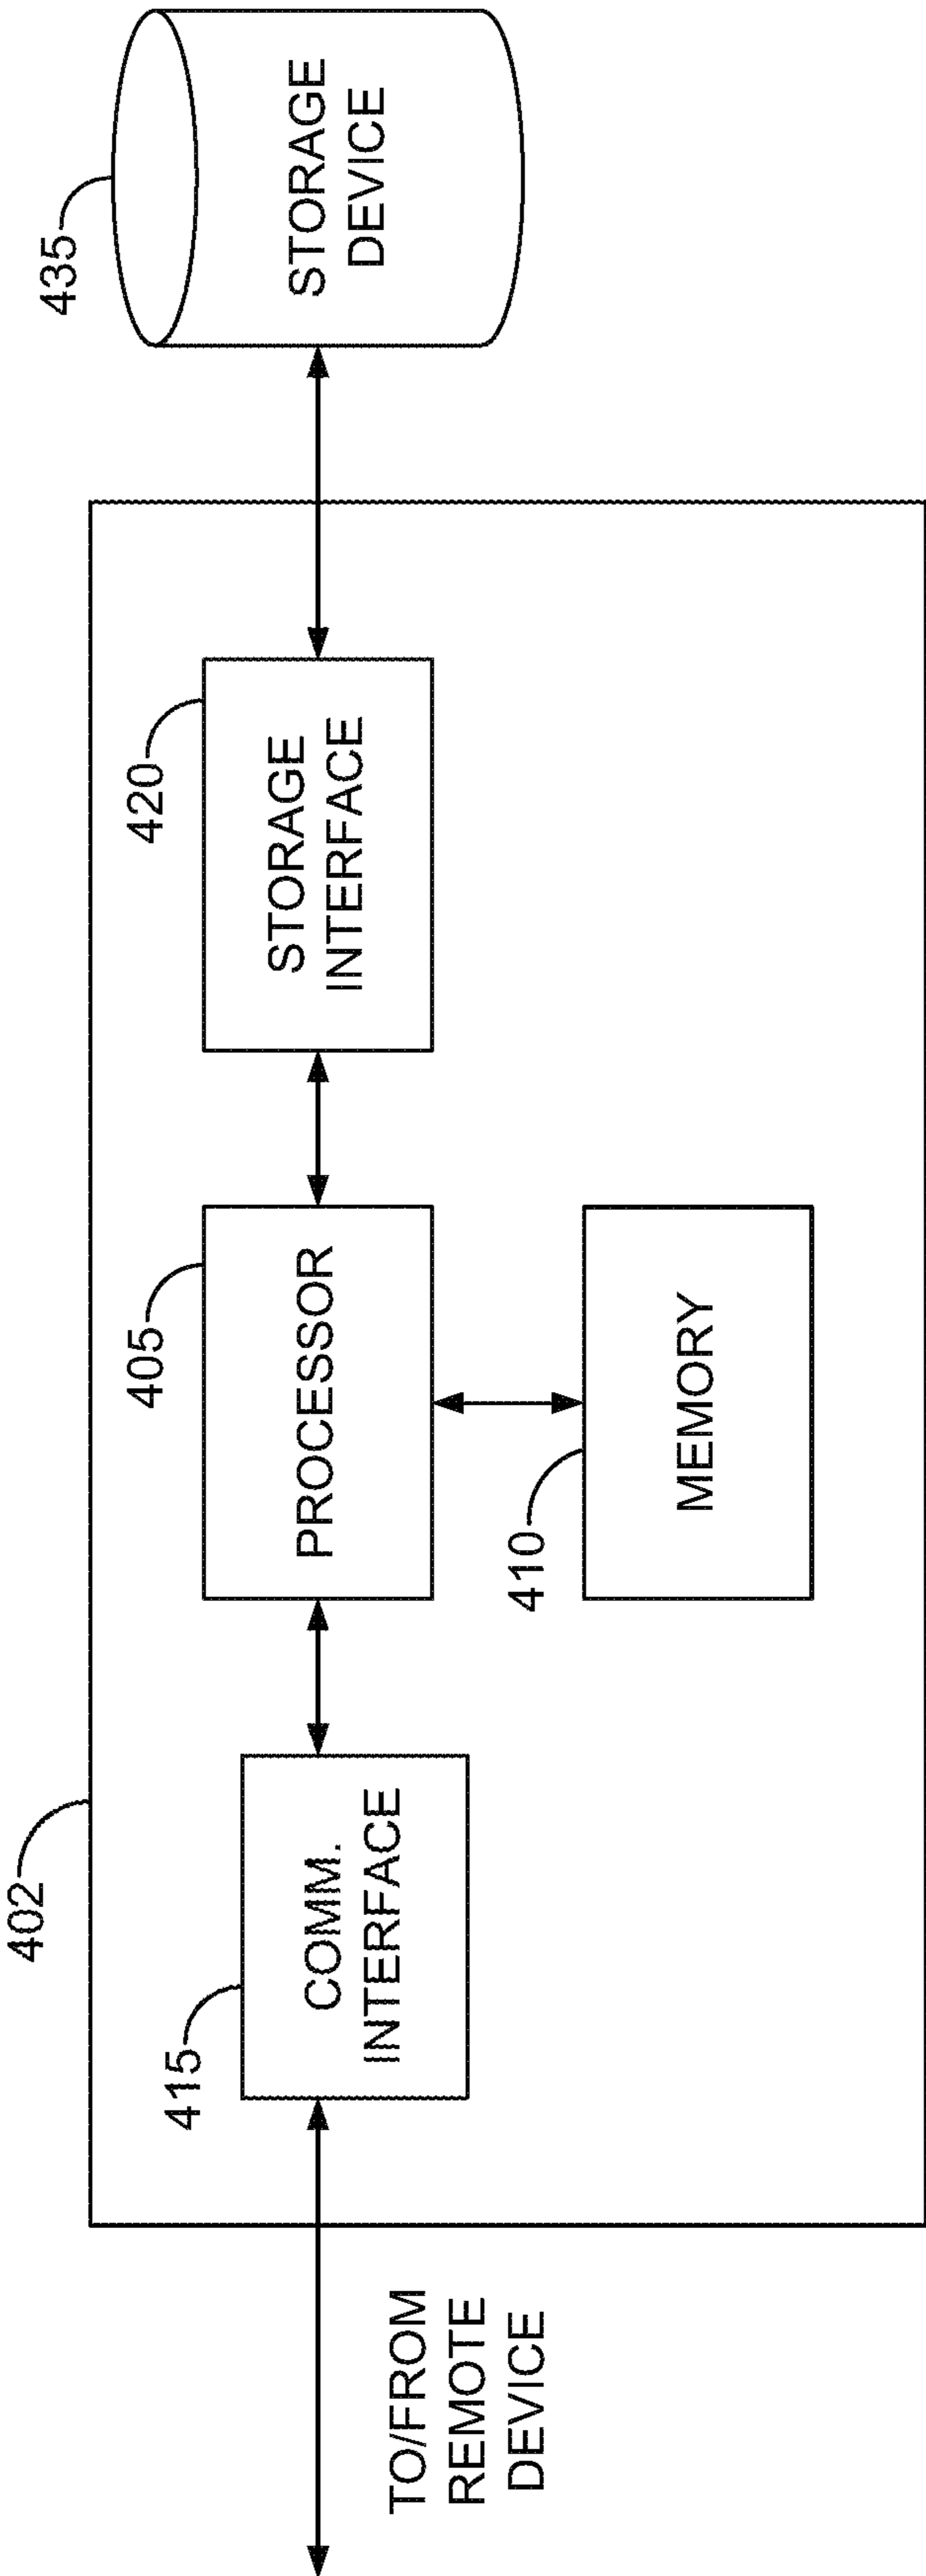 402
415
COMM.
INTERFACE
405
PROCESSOR
410
MEMORY
420
STORAGE
INTERFACE
435
STORAGE
DEVICE
TO/FROM
REMOTE
DEVICE